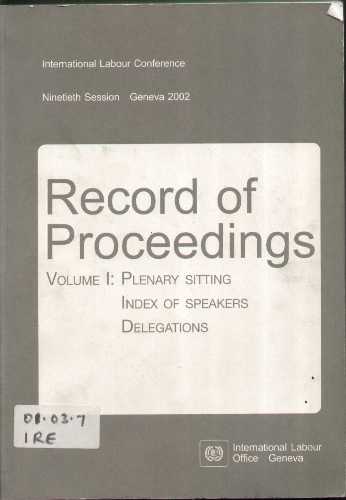 International Labour Conference
Ninetieth Session Geneva 2002
Record of
Proceedings
VOLUME I: PLENARY SITTING
INDEX OF SPEAKERS
DELEGATIONS
01.03.7
IRE
International Labour
Office Geneva